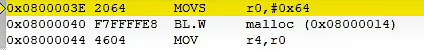 0x0800003E 2064 MOVS r0,#0x64
0x08000040 F7FFFFE8 BL.W malloc (0x08000014)
0x08000044 4604 MOV r4,r0